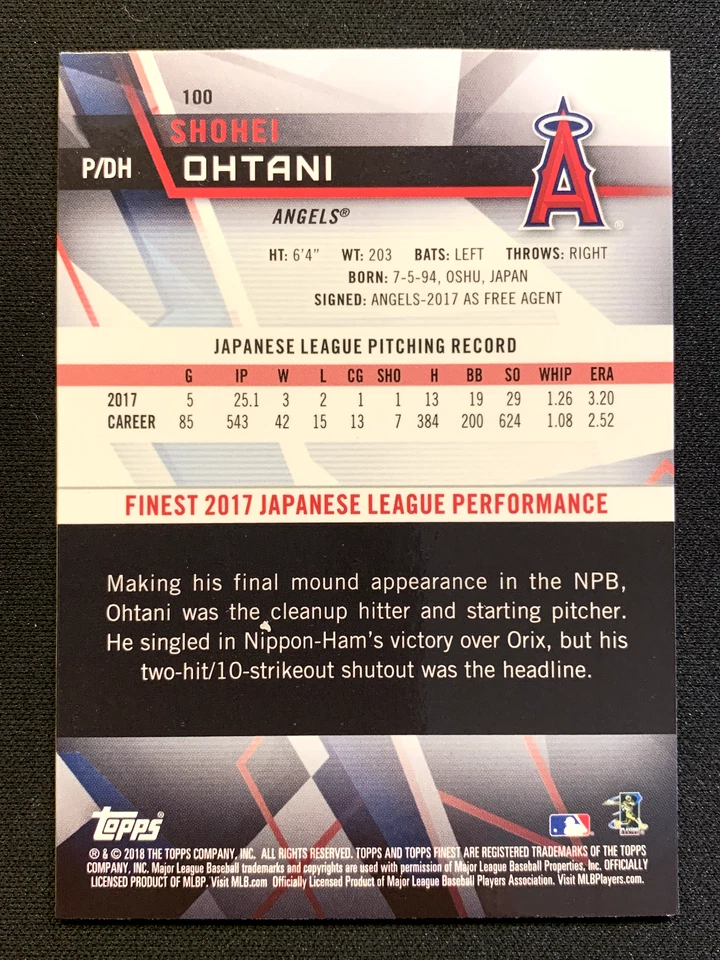 100
SHOHEI
P/DH OHTANI
A ®
ANGELS®
HT: 6'4" WT: 203 BATS: LEFT THROWS: RIGHT
BORN: 7-5-94, OSHU, JAPAN
SIGNED: ANGELS-2017 AS FREE AGENT
JAPANESE LEAGUE PITCHING RECORD
G IP W L CG SHO H BB SO WHIP ERA
2017 5 25.1 3 2 1 1 13 19 29 1.26 3.20
CAREER 85 543 42 15 13 7 384 200 624 1.08 2.52
FINEST 2017 JAPANESE LEAGUE PERFORMANCE
Making his final mound appearance in the NPB,
Ohtani was the cleanup hitter and starting pitcher.
He singled in Nippon-Ham's victory over Orix, but his
two-hit/10-strikeout shutout was the headline.
topps®
® & © 2018 THE TOPPS COMPANY, INC. ALL RIGHTS RESERVED. TOPPS AND TOPPS FINEST ARE REGISTERED TRADEMARKS OF THE TOPPS
COMPANY, INC. Major League Baseball trademarks and copyrights are used with permission of Major League Baseball Properties, Inc. OFFICIALLY
LICENSED PRODUCT OF MLBP. Visit MLB.com Officially Licensed Product of Major League Baseball Players Association. Visit MLBPlayers.com.